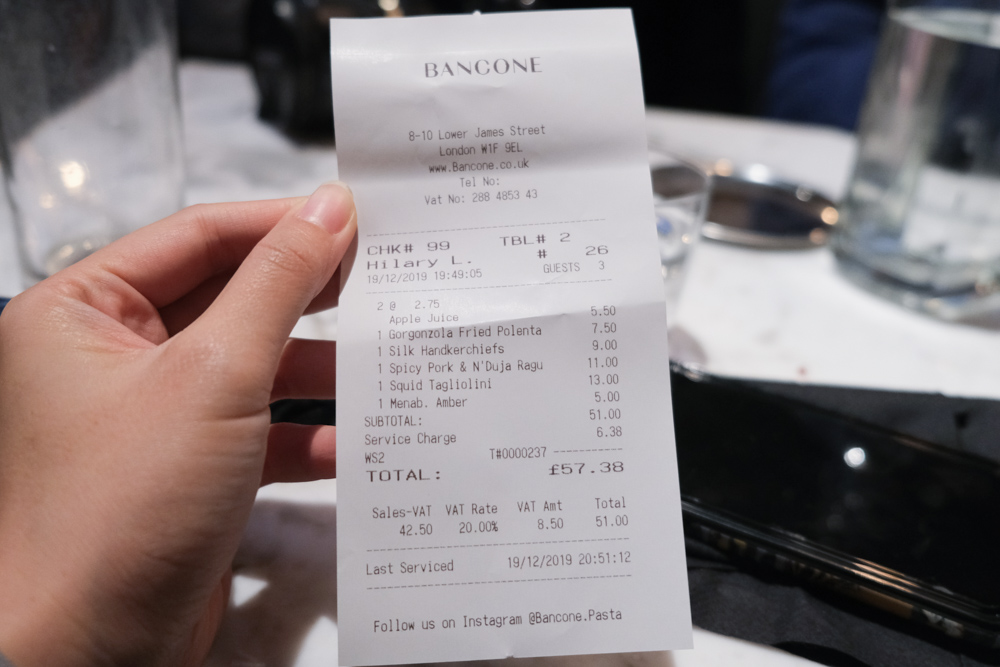 BANCONE
8-10 Lower James Street
London W1F 9EL
www.Bancone.co.uk
Tel No:
Vat No: 288 4853 43
CHK# 99 TBL# 2
Hilary L. # 26
19/12/2019 19:49:05 GUESTS 3
2 @ 2.75
Apple Juice 5.50
1 Gorgonzola Fried Polenta 7.50
1 Silk Handkerchiefs 9.00
1 Spicy Pork & N'Duja Ragu 11.00
1 Squid Tagliolini 13.00
1 Menab. Amber 5.00
SUBTOTAL: 51.00
Service Charge 6.38
WS2 T#0000237 ----------
TOTAL: £57.38
Sales-VAT VAT Rate VAT Amt Total
42.50 20.00% 8.50 51.00
Last Serviced 19/12/2019 20:51:12
Follow us on Instagram @Bancone.Pasta